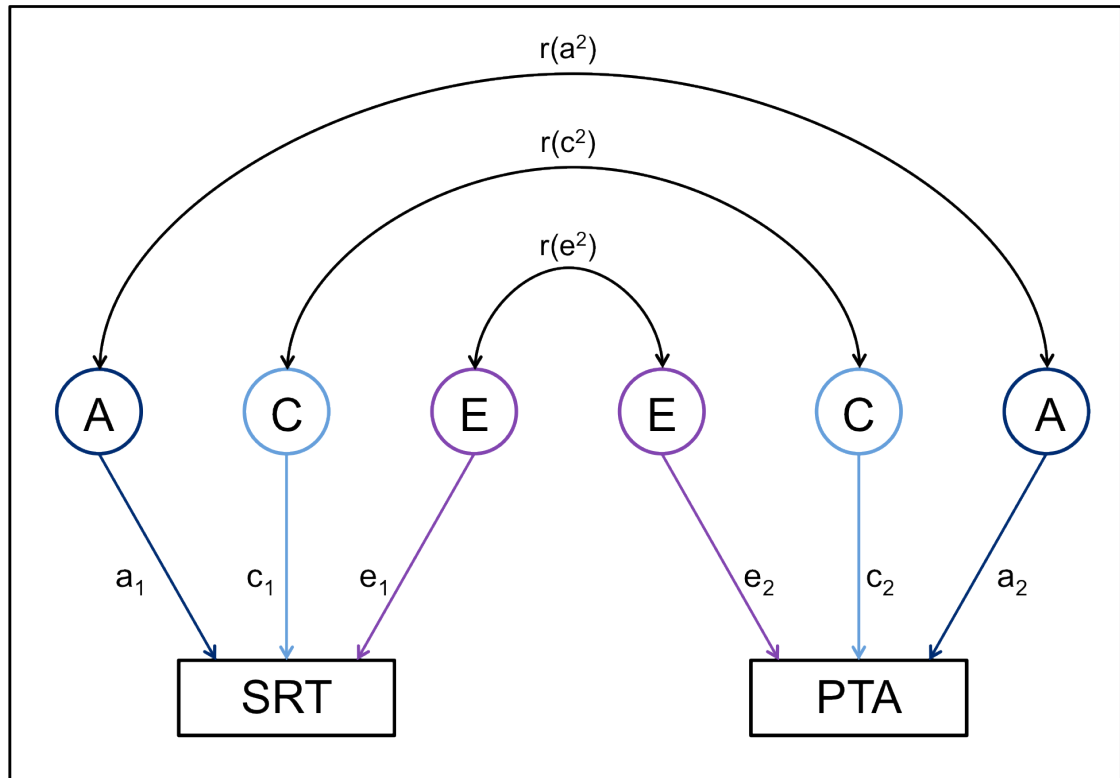 r(a²)
r(c²)
r(e²)
A C E E C A
a₁ c₁ e₁ e₂ c₂ a₂
SRT PTA